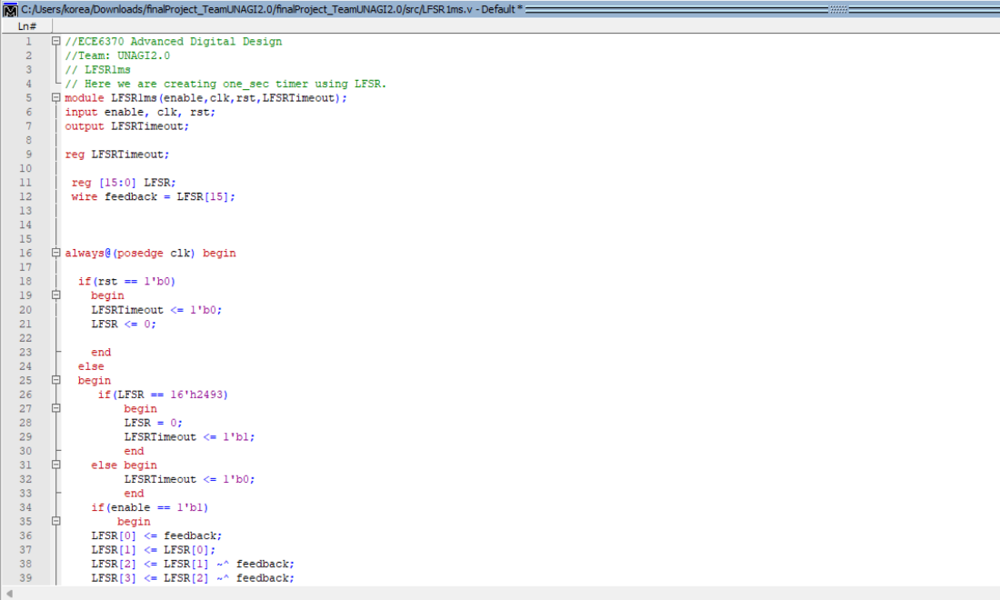 C:/Users/korea/Downloads/finalProject_TeamUNAGI2.0/finalProject_TeamUNAGI2.0/src/LFSR1ms.v - Default *
Ln#
1 //ECE6370 Advanced Digital Design
2 //Team: UNAGI2.0
3 // LFSR1ms
4 // Here we are creating one_sec timer using LFSR.
5 module LFSR1ms(enable,clk,rst,LFSRTimeout);
6 input enable, clk, rst;
7 output LFSRTimeout;
8
9 reg LFSRTimeout;
10
11 reg [15:0] LFSR;
12 wire feedback = LFSR[15];
13
14
15
16 always@(posedge clk) begin
17
18 if(rst == 1'b0)
19 begin
20 LFSRTimeout <= 1'b0;
21 LFSR <= 0;
22
23 end
24 else
25 begin
26 if(LFSR == 16'h2493)
27 begin
28 LFSR = 0;
29 LFSRTimeout <= 1'b1;
30 end
31 else begin
32 LFSRTimeout <= 1'b0;
33 end
34 if(enable == 1'b1)
35 begin
36 LFSR[0] <= feedback;
37 LFSR[1] <= LFSR[0];
38 LFSR[2] <= LFSR[1] ~^ feedback;
39 LFSR[3] <= LFSR[2] ~^ feedback;